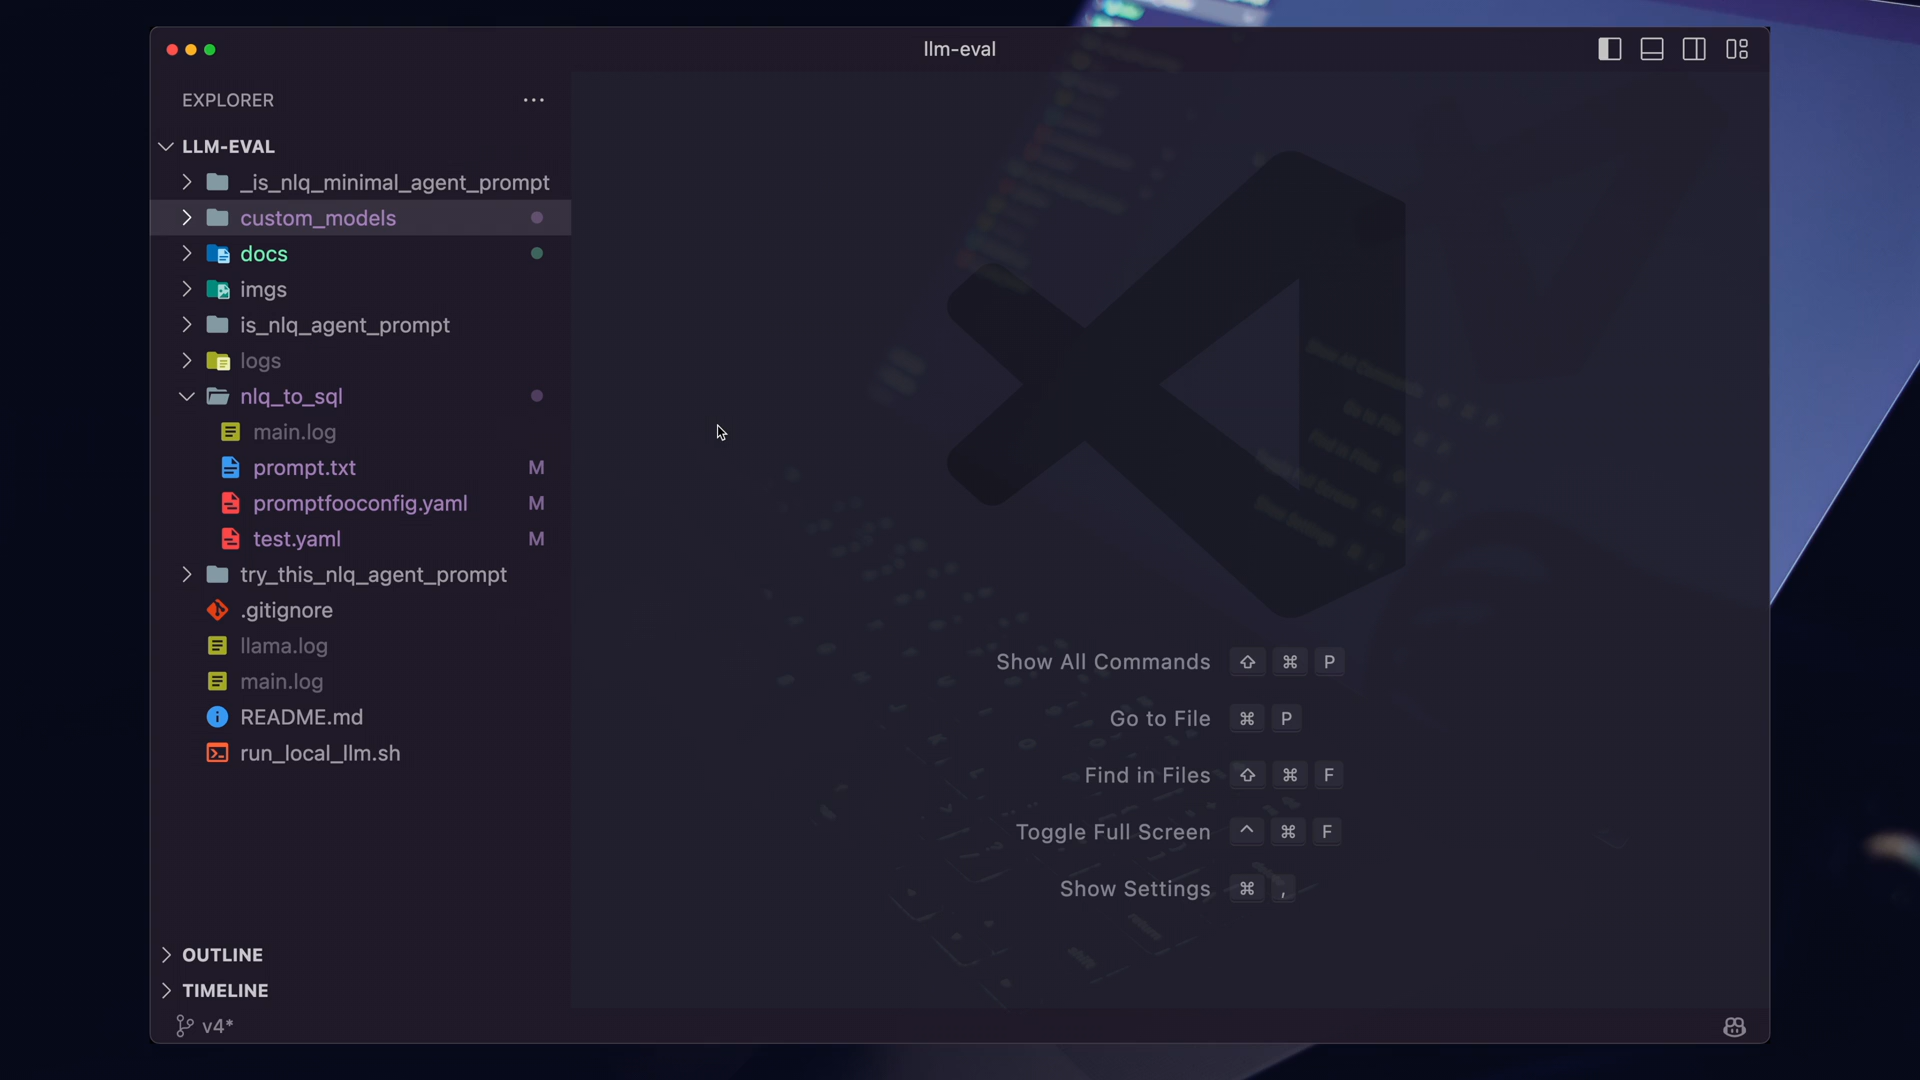 llm-eval
EXPLORER
LLM-EVAL
_is_nlq_minimal_agent_prompt
custom_models
docs
imgs
is_nlq_agent_prompt
logs
nlq_to_sql
main.log
prompt.txt M
promptfooconfig.yaml M
test.yaml M
try_this_nlq_agent_prompt
.gitignore
llama.log
main.log
README.md
run_local_llm.sh
OUTLINE
TIMELINE
v4*
Show All Commands ⇧ ⌘ P
Go to File ⌘ P
Find in Files ⇧ ⌘ F
Toggle Full Screen ^ ⌘ F
Show Settings ⌘ ,